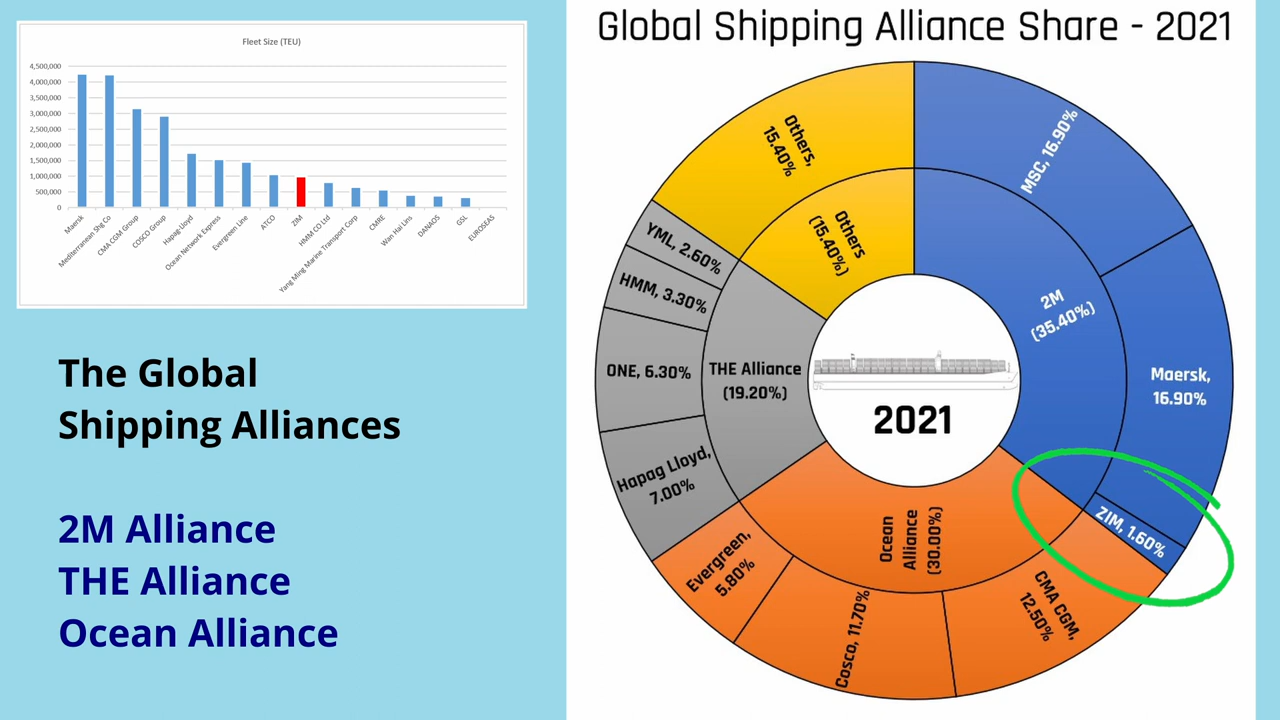 Fleet Size (TEU)
4,500,000
4,000,000
3,500,000
3,000,000
2,500,000
2,000,000
1,500,000
1,000,000
500,000
0
Maersk
Mediterranean Shg Co
CMA CGM Group
COSCO Group
Hapag Lloyd
Ocean Network Express
Evergreen Line
ATCO
ZIM
HMM CO Ltd
Yang Ming Marine Transport Corp
CMRE
Wan Hai Lins
DANAOS
GSL
EUROSEAS
The Global
Shipping Alliances
2M Alliance
THE Alliance
Ocean Alliance
Global Shipping Alliance Share - 2021
MSC, 16.90%
Maersk,
16.90%
ZIM, 1.60%
CMA CGM,
12.50%
Cosco, 11.70%
Evergreen,
5.80%
Hapag Lloyd,
7.00%
ONE, 6.30%
HMM, 3.30%
YML, 2.60%
Others,
15.40%
2M
(35.40%)
Ocean
Alliance
(30.00%)
THE Alliance
(19.20%)
Others
(15.40%)
2021